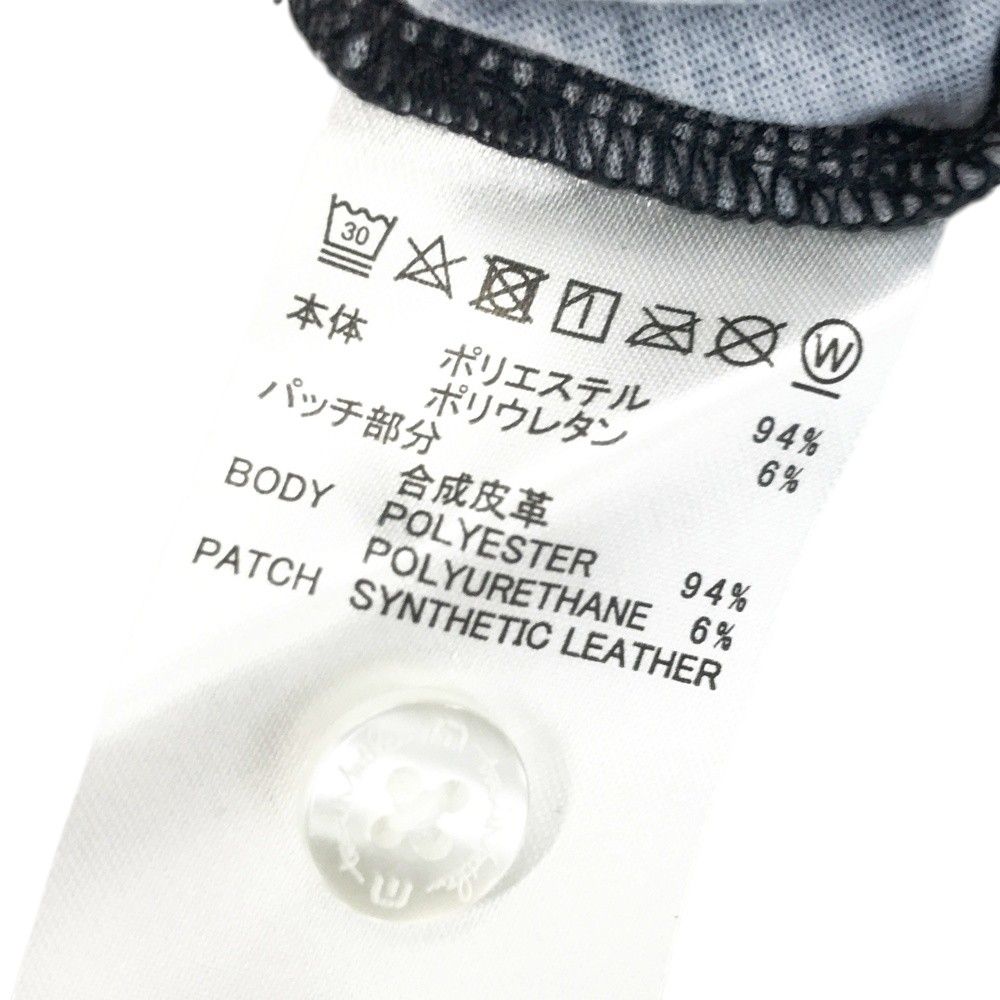 30
W
本体 ポリエステル 94%
ポリウレタン 6%
パッチ部分
合成皮革
BODY POLYESTER 94%
POLYURETHANE 6%
PATCH SYNTHETIC LEATHER